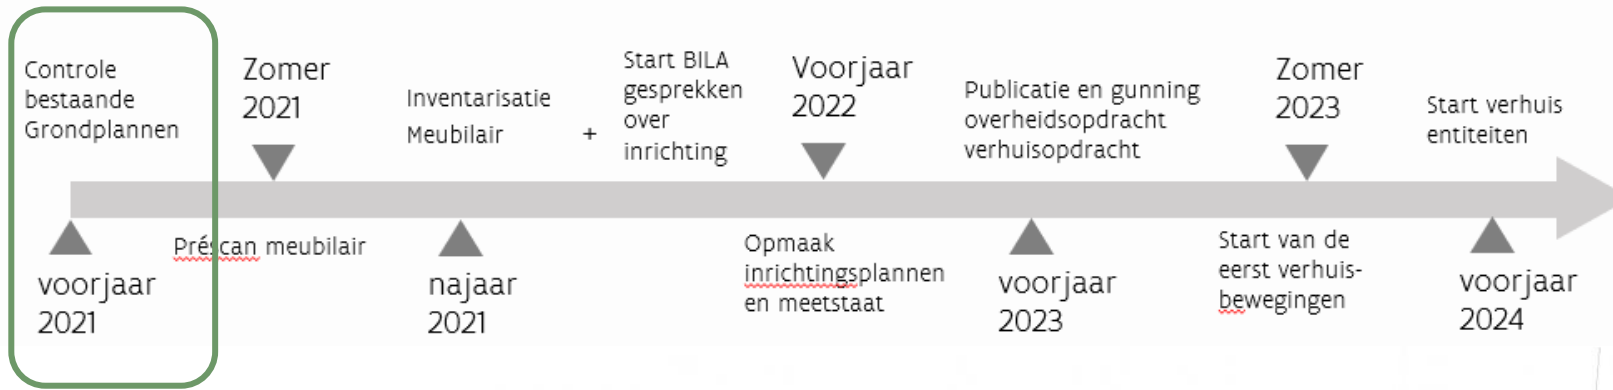 Controle
bestaande
Grondplannen
voorjaar
2021
Zomer
2021
Préscan meubilair
Inventarisatie
Meubilair
najaar
2021
+
Start BILA
gesprekken
over
inrichting
Voorjaar
2022
Opmaak
inrichtingsplannen
en meetstaat
Publicatie en gunning
overheidsopdracht
verhuisopdracht
voorjaar
2023
Zomer
2023
Start van de
eerst verhuis-
bewegingen
Start verhuis
entiteiten
voorjaar
2024